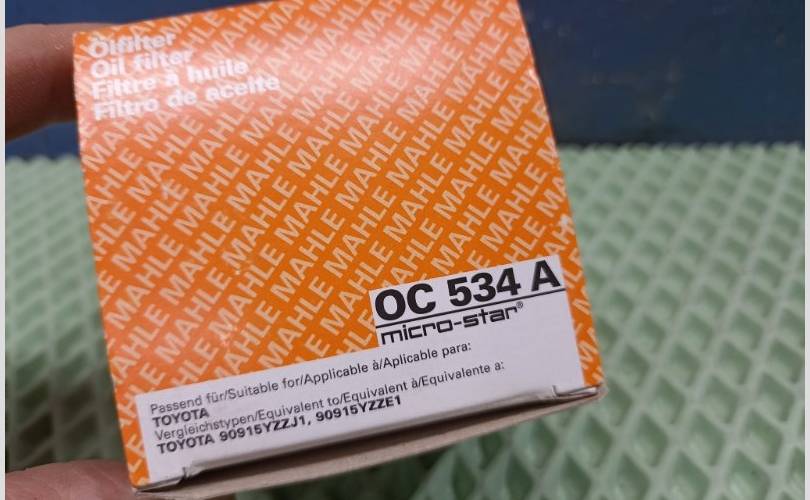 Ölfilter
Oil filter
Filtre à huile
Filtro de aceite
MAHLE
OC 534 A
micro-star®
Passend für/Suitable for/Applicable à/Aplicable para:
TOYOTA
Vergleichstypen/Equivalent to/Equivalent à/Equivalente a:
TOYOTA 90915YZZJ1, 90915YZZE1